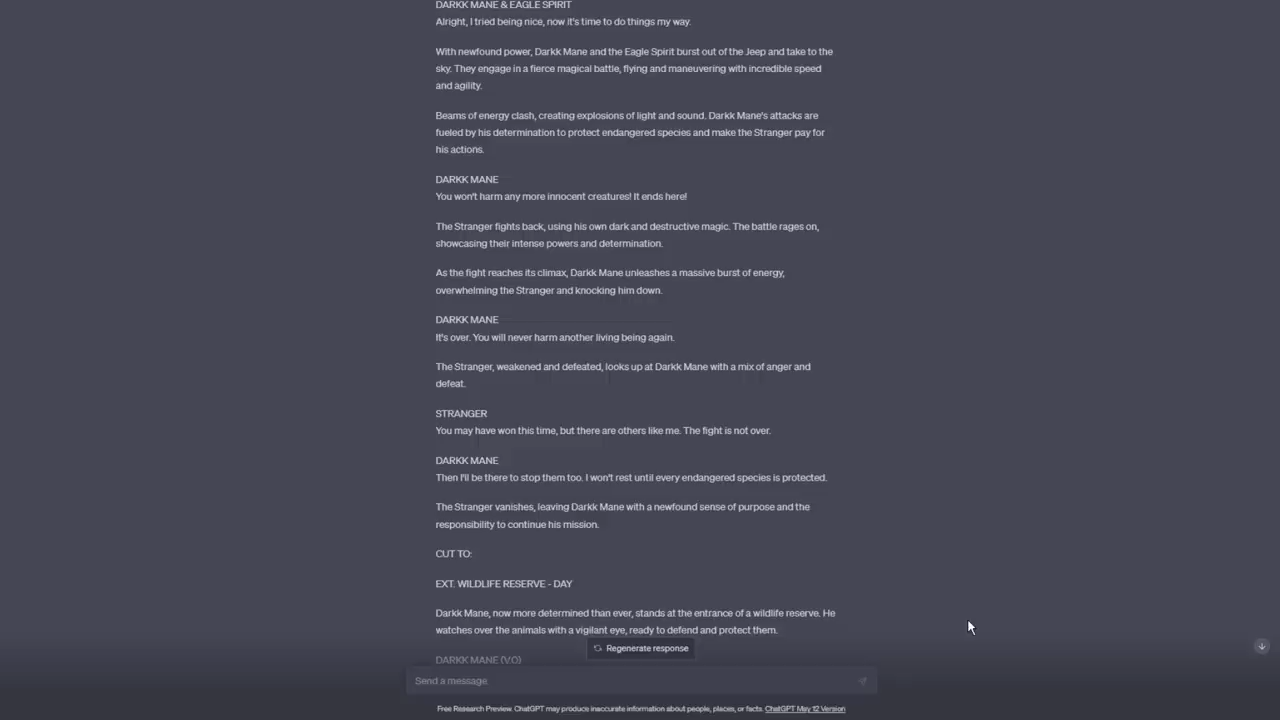 DARKK MANE & EAGLE SPIRIT
Alright, I tried being nice, now it's time to do things my way.
With newfound power, Darkk Mane and the Eagle Spirit burst out of the Jeep and take to the
sky. They engage in a fierce magical battle, flying and maneuvering with incredible speed
and agility.
Beams of energy clash, creating explosions of light and sound. Darkk Mane's attacks are
fueled by his determination to protect endangered species and make the Stranger pay for
his actions.
DARKK MANE
You won't harm any more innocent creatures! It ends here!
The Stranger fights back, using his own dark and destructive magic. The battle rages on,
showcasing their intense powers and determination.
As the fight reaches its climax, Darkk Mane unleashes a massive burst of energy,
overwhelming the Stranger and knocking him down.
DARKK MANE
It's over. You will never harm another living being again.
The Stranger, weakened and defeated, looks up at Darkk Mane with a mix of anger and
defeat.
STRANGER
You may have won this time, but there are others like me. The fight is not over.
DARKK MANE
Then I'll be there to stop them too. I won't rest until every endangered species is protected.
The Stranger vanishes, leaving Darkk Mane with a newfound sense of purpose and the
responsibility to continue his mission.
CUT TO:
EXT. WILDLIFE RESERVE - DAY
Darkk Mane, now more determined than ever, stands at the entrance of a wildlife reserve. He
watches over the animals with a vigilant eye, ready to defend and protect them.
Regenerate response
DARKK MANE (V.O)
Send a message
Free Research Preview. ChatGPT may produce inaccurate information about people, places, or facts. ChatGPT May 12 Version